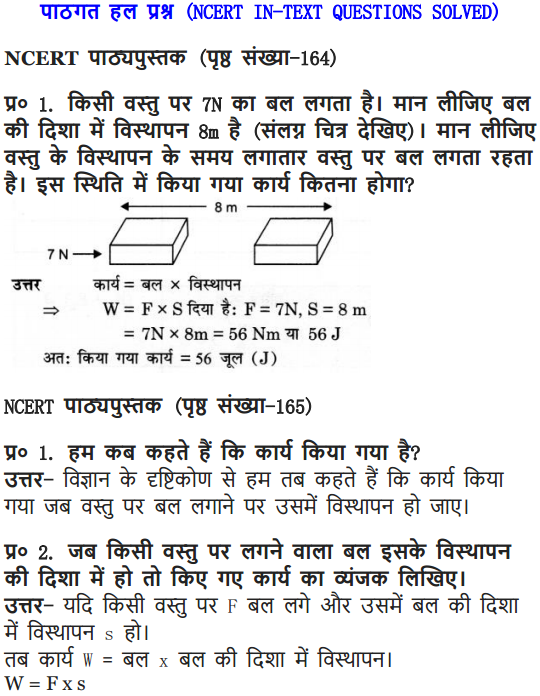 पाठगत हल प्रश्न (NCERT IN-TEXT QUESTIONS SOLVED)
NCERT पाठ्यपुस्तक (पृष्ठ संख्या-164)
प्र० 1. किसी वस्तु पर 7N का बल लगता है। मान लीजिए बल
की दिशा में विस्थापन 8m है (संलग्न चित्र देखिए)। मान लीजिए
वस्तु के विस्थापन के समय लगातार वस्तु पर बल लगता रहता
है। इस स्थिति में किया गया कार्य कितना होगा?
8 m
7 N
उत्तर कार्य = बल × विस्थापन
⇒ W = F × S दिया है: F = 7N, S = 8 m
= 7N × 8m = 56 Nm या 56 J
अत: किया गया कार्य = 56 जूल (J)
NCERT पाठ्यपुस्तक (पृष्ठ संख्या-165)
प्र० 1. हम कब कहते हैं कि कार्य किया गया है?
उत्तर- विज्ञान के दृष्टिकोण से हम तब कहते हैं कि कार्य किया
गया जब वस्तु पर बल लगाने पर उसमें विस्थापन हो जाए।
प्र० 2. जब किसी वस्तु पर लगने वाला बल इसके विस्थापन
की दिशा में हो तो किए गए कार्य का व्यंजक लिखिए।
उत्तर- यदि किसी वस्तु पर F बल लगे और उसमें बल की दिशा
में विस्थापन s हो।
तब कार्य W = बल x बल की दिशा में विस्थापन।
W = F x s